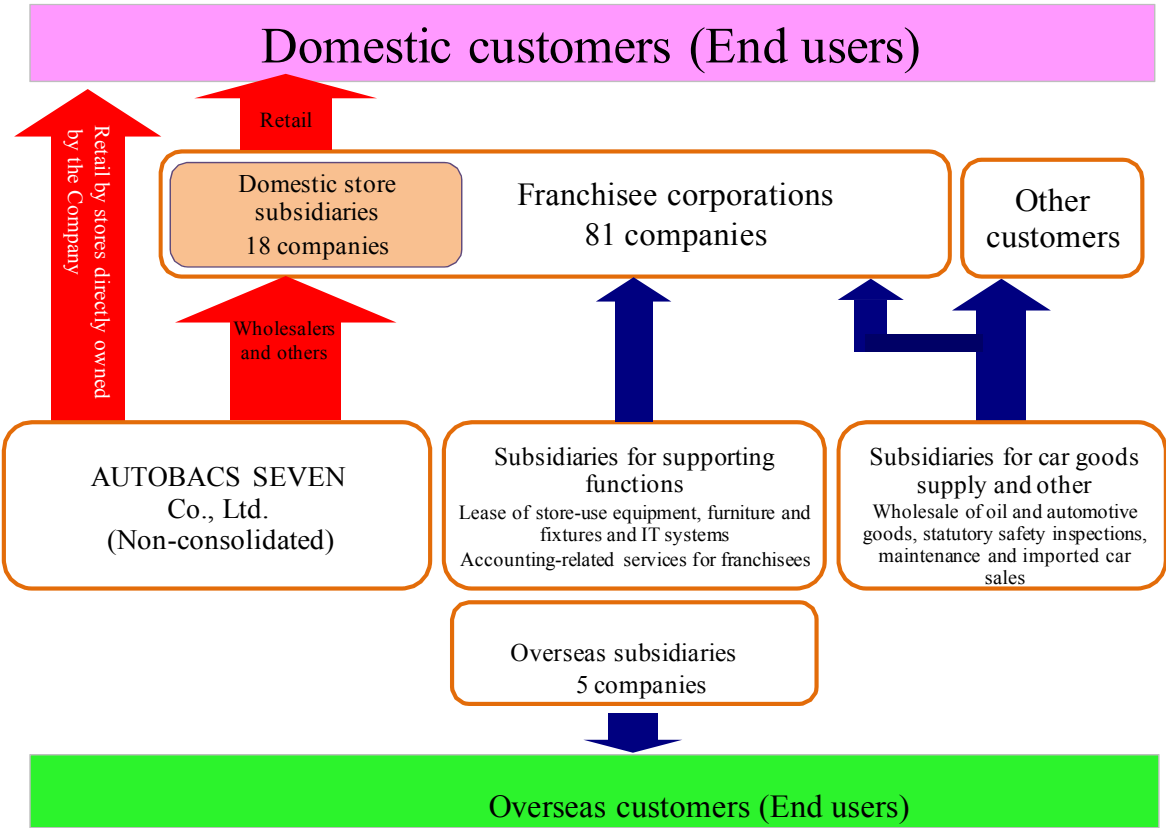 Domestic customers (End users)
Retail by stores directly owned
by the Company
Retail
Domestic store
subsidiaries
18 companies
Franchisee corporations
81 companies
Other
customers
Wholesalers
and others
AUTOBACS SEVEN
Co., Ltd.
(Non-consolidated)
Subsidiaries for supporting
functions
Lease of store-use equipment, furniture and
fixtures and IT systems
Accounting-related services for franchisees
Subsidiaries for car goods
supply and other
Wholesale of oil and automotive
goods, statutory safety inspections,
maintenance and imported car
sales
Overseas subsidiaries
5 companies
Overseas customers (End users)